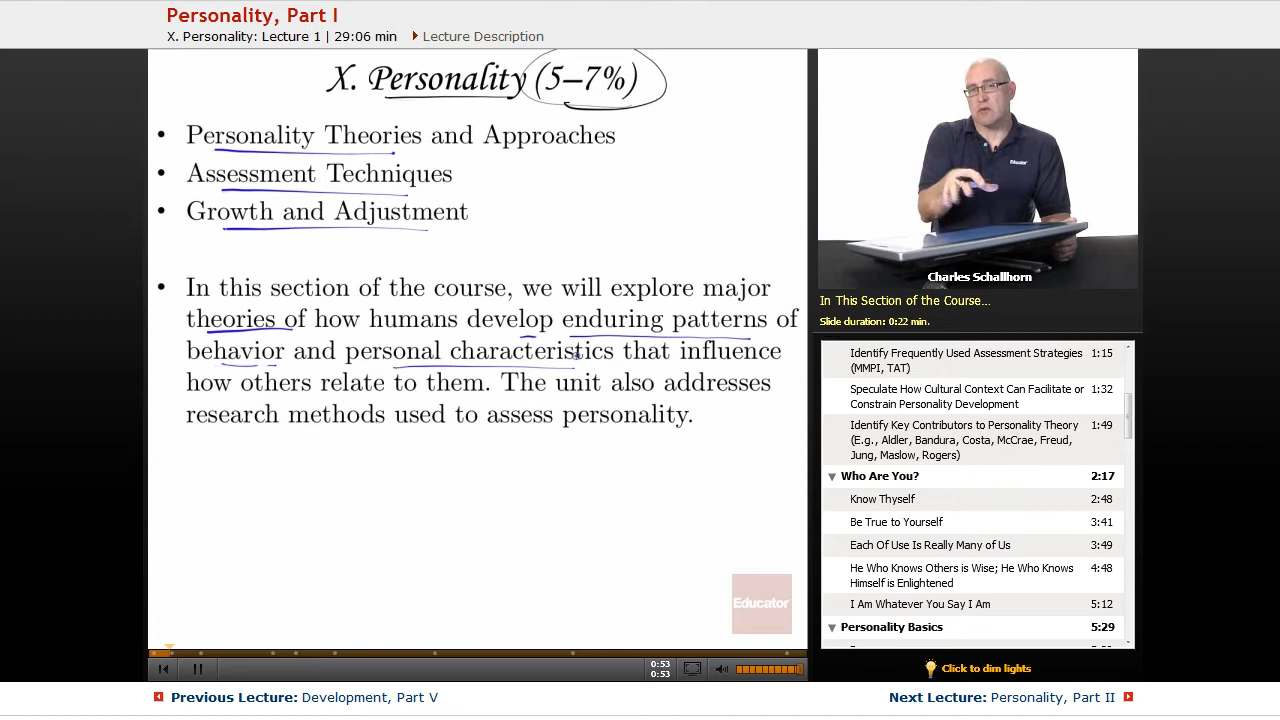 Personality, Part I
X. Personality: Lecture 1 | 29:06 min
Lecture Description
X. Personality (5–7%)
• Personality Theories and Approaches
• Assessment Techniques
• Growth and Adjustment
• In this section of the course, we will explore major
theories of how humans develop enduring patterns of
behavior and personal characteristics that influence
how others relate to them. The unit also addresses
research methods used to assess personality.
Educator
0:53
0:53
Educator
Charles Schallhorn
In This Section of the Course...
Slide duration: 0:22 min.
Identify Frequently Used Assessment Strategies 1:15
(MMPI, TAT)
Speculate How Cultural Context Can Facilitate or 1:32
Constrain Personality Development
Identify Key Contributors to Personality Theory 1:49
(E.g., Aldler, Bandura, Costa, McCrae, Freud,
Jung, Maslow, Rogers)
Who Are You? 2:17
Know Thyself 2:48
Be True to Yourself 3:41
Each Of Use Is Really Many of Us 3:49
He Who Knows Others is Wise; He Who Knows 4:48
Himself is Enlightened
I Am Whatever You Say I Am 5:12
Personality Basics 5:29
Click to dim lights
Previous Lecture: Development, Part V
Next Lecture: Personality, Part II